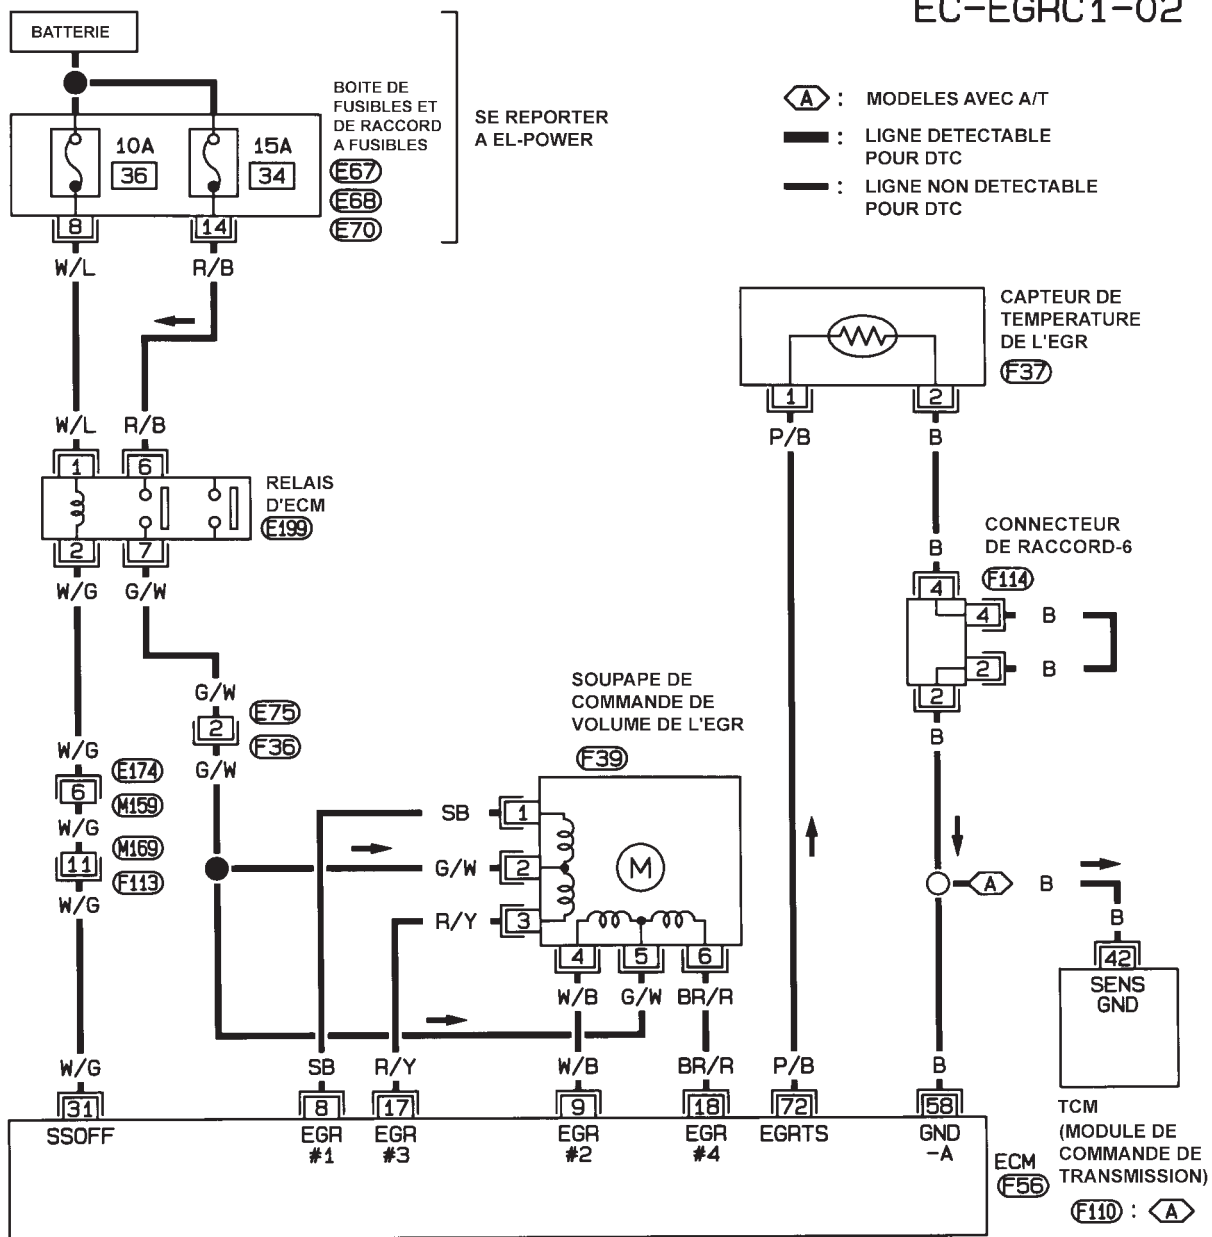 EC-EGRC1-02
BATTERIE
10A
36
15A
34
BOITE DE
FUSIBLES ET
DE RACCORD
A FUSIBLES
E67
E68
E70
SE REPORTER
A EL-POWER
A : MODELES AVEC A/T
: LIGNE DETECTABLE
POUR DTC
: LIGNE NON DETECTABLE
POUR DTC
8
14
W/L
R/B
CAPTEUR DE
TEMPERATURE
DE L'EGR
F37
1
2
P/B
B
W/L
R/B
1
6
RELAIS
D'ECM
E199
2
7
W/G
G/W
B
CONNECTEUR
DE RACCORD-6
F114
4
4
B
2
B
2
B
G/W
2
E75
F36
G/W
W/G
6
E174
M159
W/G
11
M169
F113
W/G
SOUPAPE DE
COMMANDE DE
VOLUME DE L'EGR
F39
SB
1
G/W
2
R/Y
3
M
4
5
6
W/B
G/W
BR/R
A
B
B
42
SENS
GND
W/G
SB
R/Y
W/B
BR/R
P/B
B
31
8
17
9
18
72
58
SSOFF
EGR
#1
EGR
#3
EGR
#2
EGR
#4
EGRTS
GND
-A
ECM
F56
TCM
(MODULE DE
COMMANDE DE
TRANSMISSION)
F110 : A